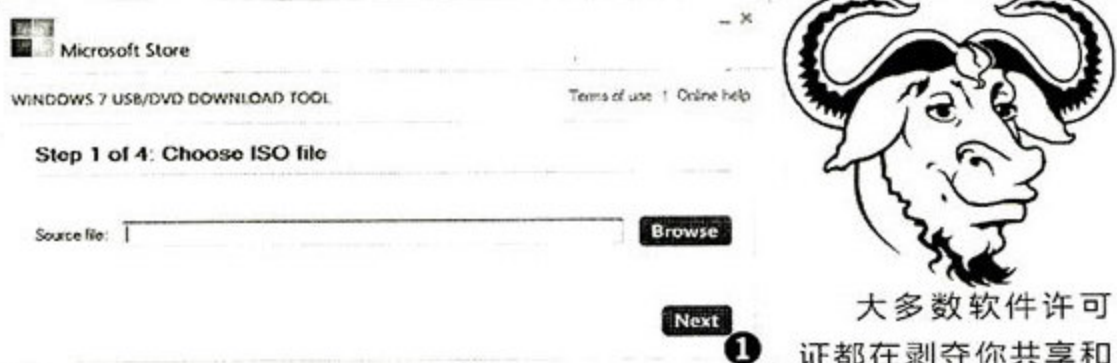 Microsoft Store
WINDOWS 7 USB/DVD DOWNLOAD TOOL
Terms of use | Online help
Step 1 of 4: Choose ISO file
Source file:
Browse
Next
❶
大多数软件许可
证都在剥夺你共享和